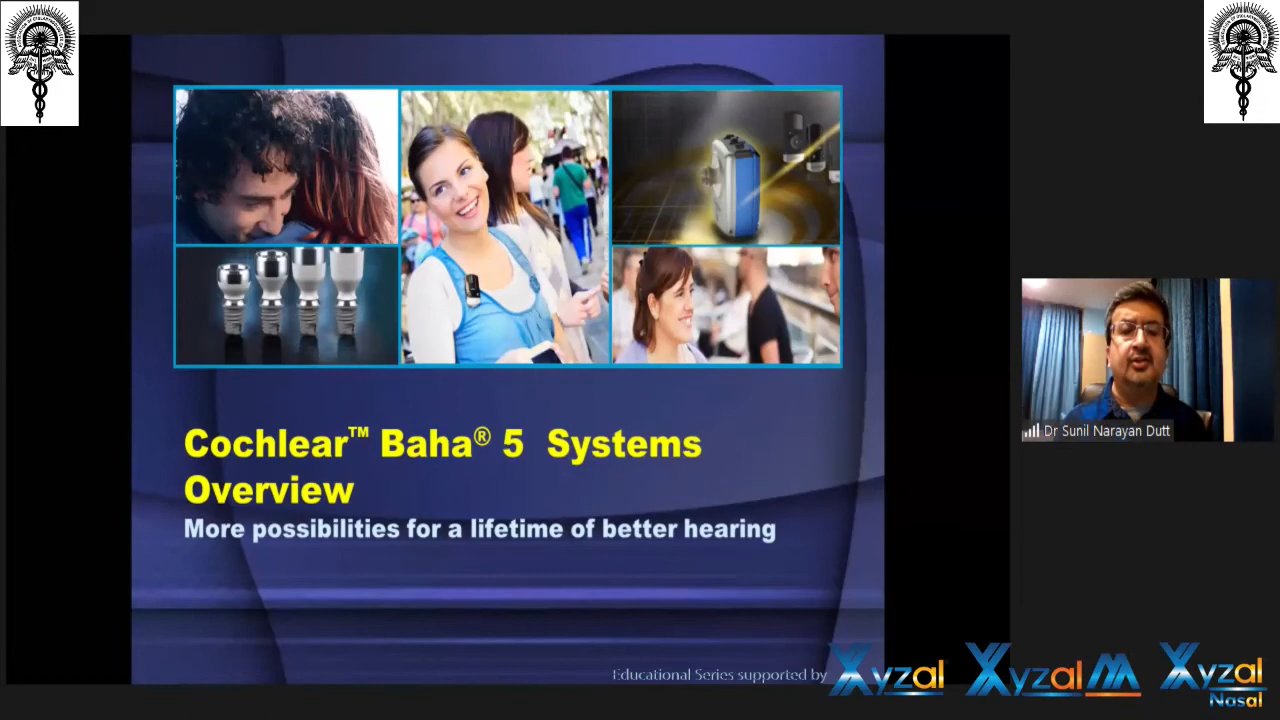 Cochlear™ Baha® 5 Systems
Overview
More possibilities for a lifetime of better hearing
Dr Sunil Narayan Dutt
Educational Series supported by
Xyzal
Xyzal M
Xyzal
Nasal